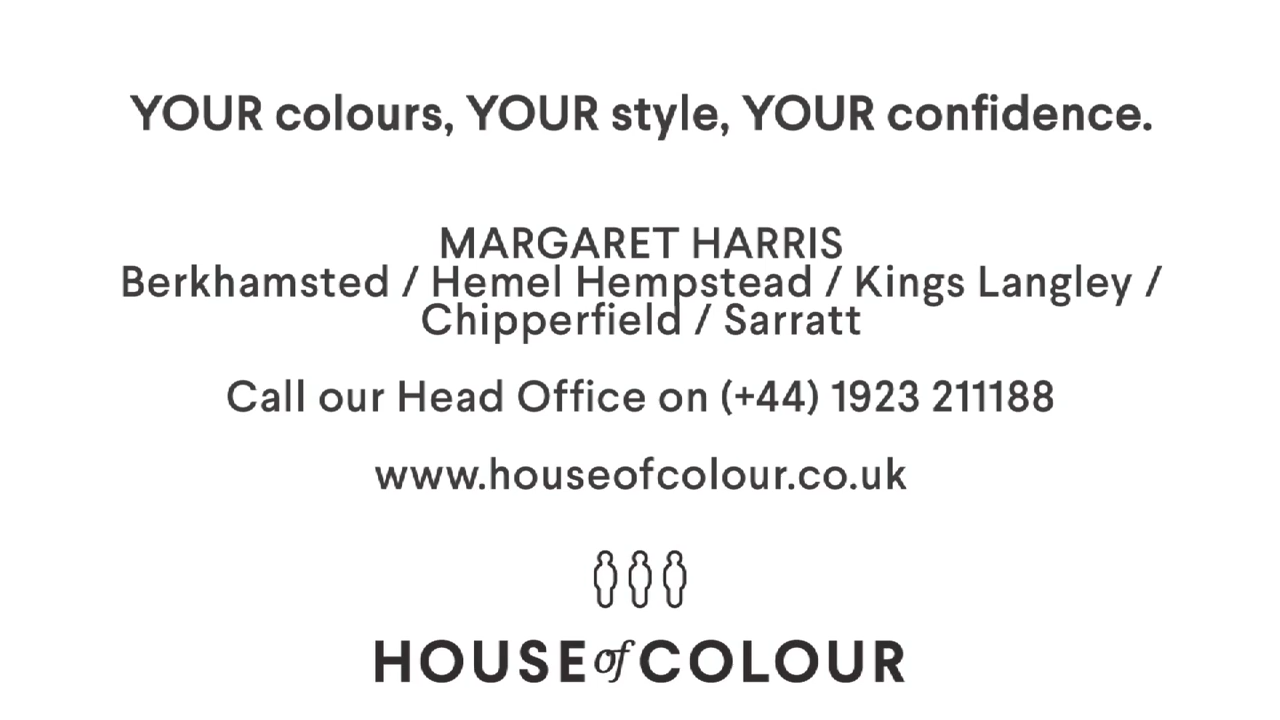 YOUR colours, YOUR style, YOUR confidence.
MARGARET HARRIS
Berkhamsted / Hemel Hempstead / Kings Langley /
Chipperfield / Sarratt
Call our Head Office on (+44) 1923 211188
www.houseofcolour.co.uk
HOUSE of COLOUR